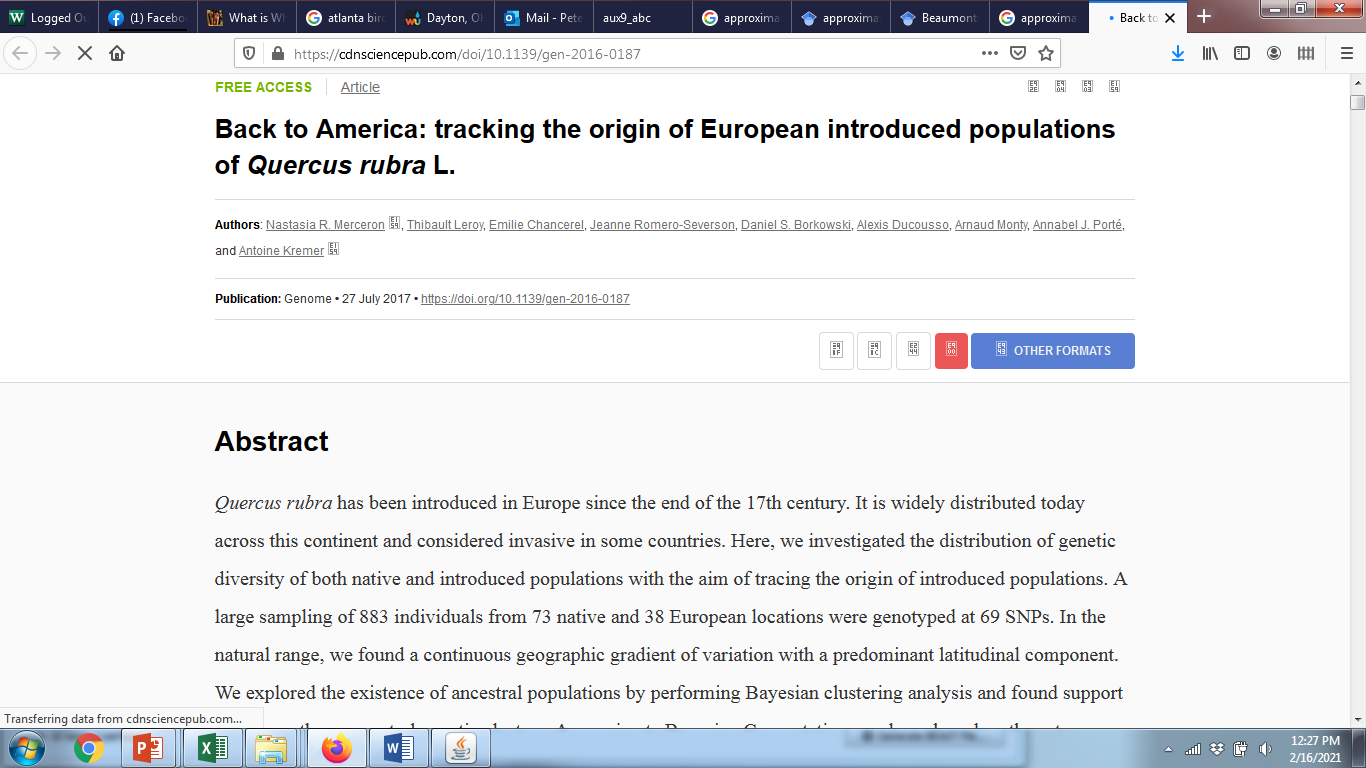 Logged Ou
(1) Facebo
What is Wh
atlanta bird
Dayton, Oh
Mail - Pete
aux9_abc
approxima
approxima
Beaumont
approxima
Back to
https://cdnsciencepub.com/doi/10.1139/gen-2016-0187
FREE ACCESS Article
Back to America: tracking the origin of European introduced populations
of Quercus rubra L.
Authors: Nastasia R. Merceron, Thibault Leroy, Emilie Chancerel, Jeanne Romero-Severson, Daniel S. Borkowski, Alexis Ducousso, Arnaud Monty, Annabel J. Porté,
and Antoine Kremer
Publication: Genome • 27 July 2017 • https://doi.org/10.1139/gen-2016-0187
OTHER FORMATS
Abstract
Quercus rubra has been introduced in Europe since the end of the 17th century. It is widely distributed today
across this continent and considered invasive in some countries. Here, we investigated the distribution of genetic
diversity of both native and introduced populations with the aim of tracing the origin of introduced populations. A
large sampling of 883 individuals from 73 native and 38 European locations were genotyped at 69 SNPs. In the
natural range, we found a continuous geographic gradient of variation with a predominant latitudinal component.
We explored the existence of ancestral populations by performing Bayesian clustering analysis and found support
Transferring data from cdnsciencepub.com...
12:27 PM
2/16/2021